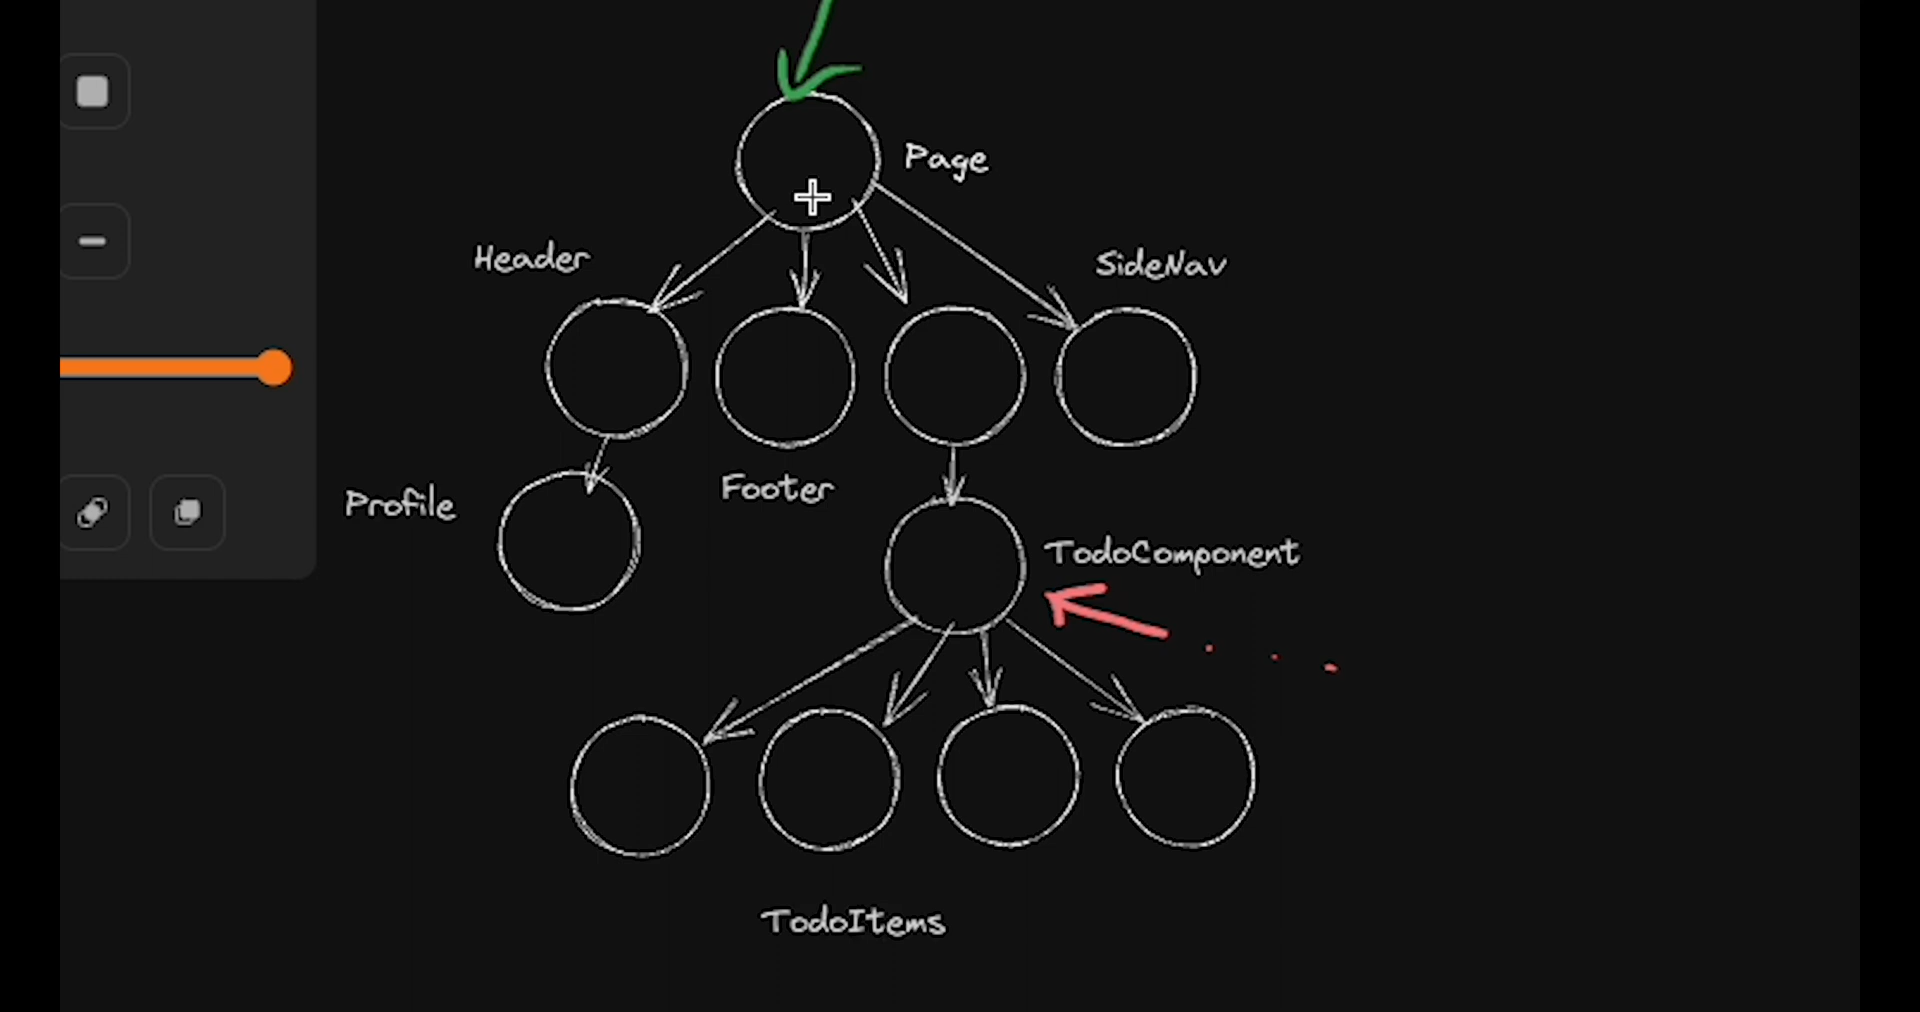 Page
Header
SideNav
Footer
Profile
TodoComponent
TodoItems